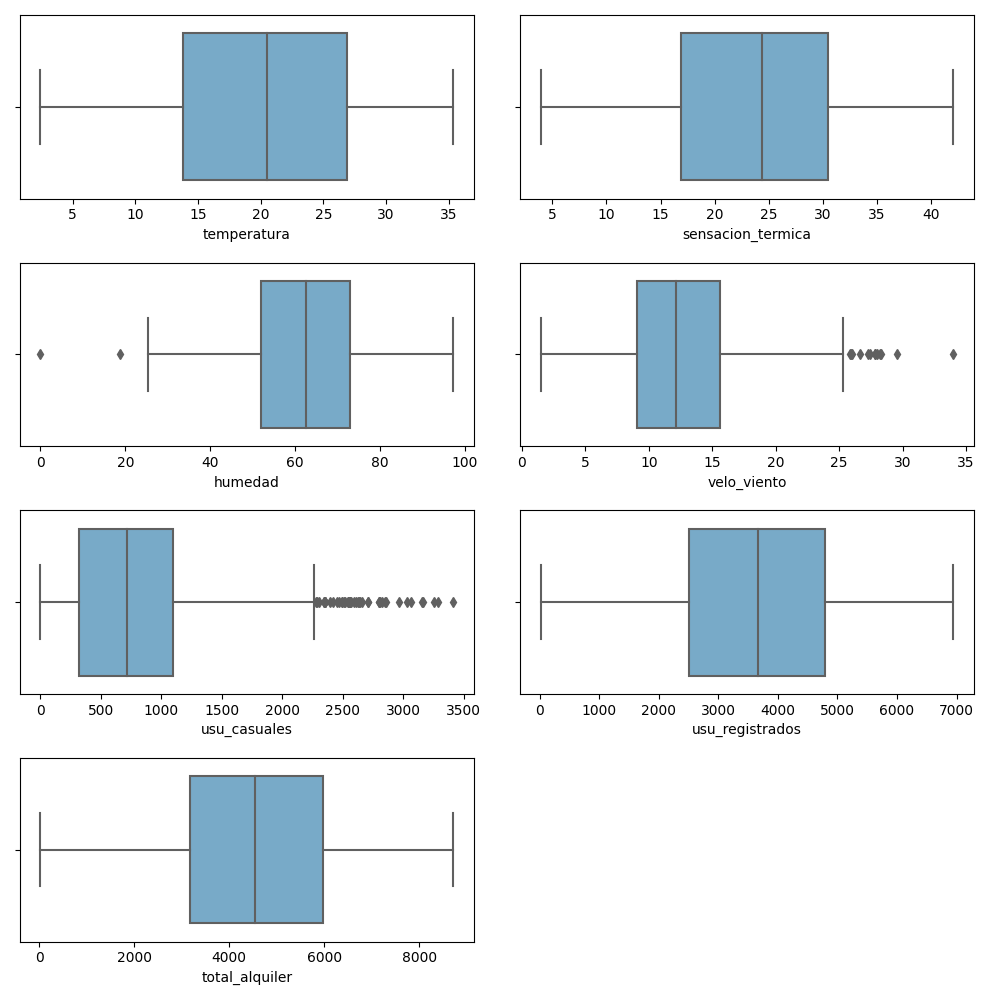 5 10 15 20 25 30 35
temperatura
5 10 15 20 25 30 35 40
sensacion_termica
0 20 40 60 80 100
humedad
0 5 10 15 20 25 30 35
velo_viento
0 500 1000 1500 2000 2500 3000 3500
usu_casuales
0 1000 2000 3000 4000 5000 6000 7000
usu_registrados
0 2000 4000 6000 8000
total_alquiler